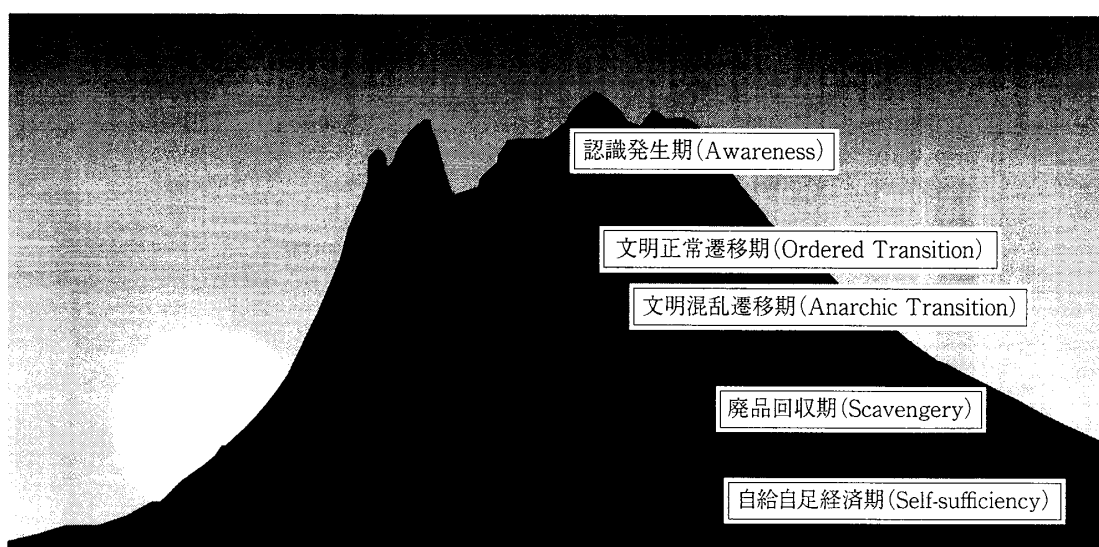 認識発生期(Awareness)
文明正常遷移期(Ordered Transition)
文明混乱遷移期(Anarchic Transition)
廃品回収期(Scavengery)
自給自足経済期(Self-sufficiency)